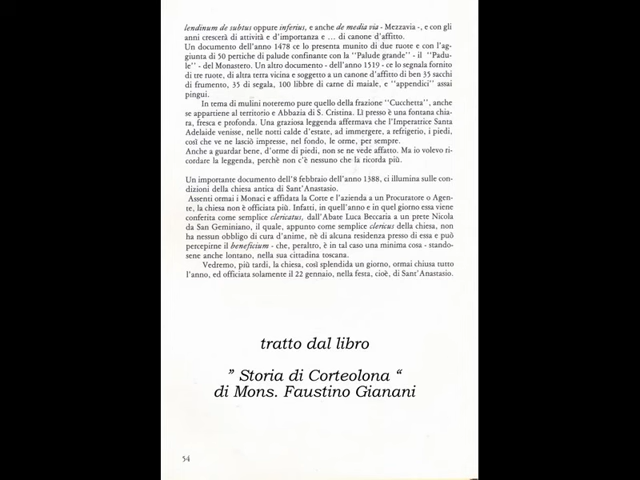 lendinum de subtus oppure inferius, e anche de media via - Mezzavia -, e con gli
anni crescerà di attività e d'importanza e ... di canone d'affitto.
Un documento dell'anno 1478 ce lo presenta munito di due ruote e con l'ag-
giunta di 50 pertiche di palude confinante con la "Palude grande" - il "Padu-
le" - del Monastero. Un altro documento - dell'anno 1519 - ce lo segnala fornito
di tre ruote, di altra terra vicina e soggetto a un canone d'affitto di ben 35 sacchi
di frumento, 35 di segala, 100 libbre di carne di maiale, e "appendici" assai
pingui.
In tema di mulini noteremo pure quello della frazione "Cucchetta", anche
se appartiene al territorio e Abbazia di S. Cristina. Lì presso è una fontana chia-
ra, fresca e profonda. Una graziosa leggenda affermava che l'Imperatrice Santa
Adelaide venisse, nelle notti calde d'estate, ad immergere, a refrigerio, i piedi,
così che ve ne lasciò impresse, nel fondo, le orme, per sempre.
Anche a guardar bene, d'orme di piedi, non se ne vede affatto. Ma io volevo ri-
cordare la leggenda, perchè non c'è nessuno che la ricorda più.
Un importante documento dell'8 febbraio dell'anno 1388, ci illumina sulle con-
dizioni della chiesa antica di Sant'Anastasio.
Assenti ormai i Monaci e affidata la Corte e l'azienda a un Procuratore o Agen-
te, la chiesa non è officiata più. Infatti, in quell'anno e in quel giorno essa viene
conferita come semplice clericatus, dall'Abate Luca Beccaria a un prete Nicola
da San Geminiano, il quale, appunto come semplice clericus della chiesa, non
ha nessun obbligo di cura d'anime, nè di alcuna residenza presso di essa e può
percepirne il beneficium - che, peraltro, è in tal caso una minima cosa - stando-
sene anche lontano, nella sua cittadina toscana.
Vedremo, più tardi, la chiesa, così splendida un giorno, ormai chiusa tutto
l'anno, ed officiata solamente il 22 gennaio, nella festa, cioè, di Sant'Anastasio.
tratto dal libro
" Storia di Corteolona "
di Mons. Faustino Gianani
54